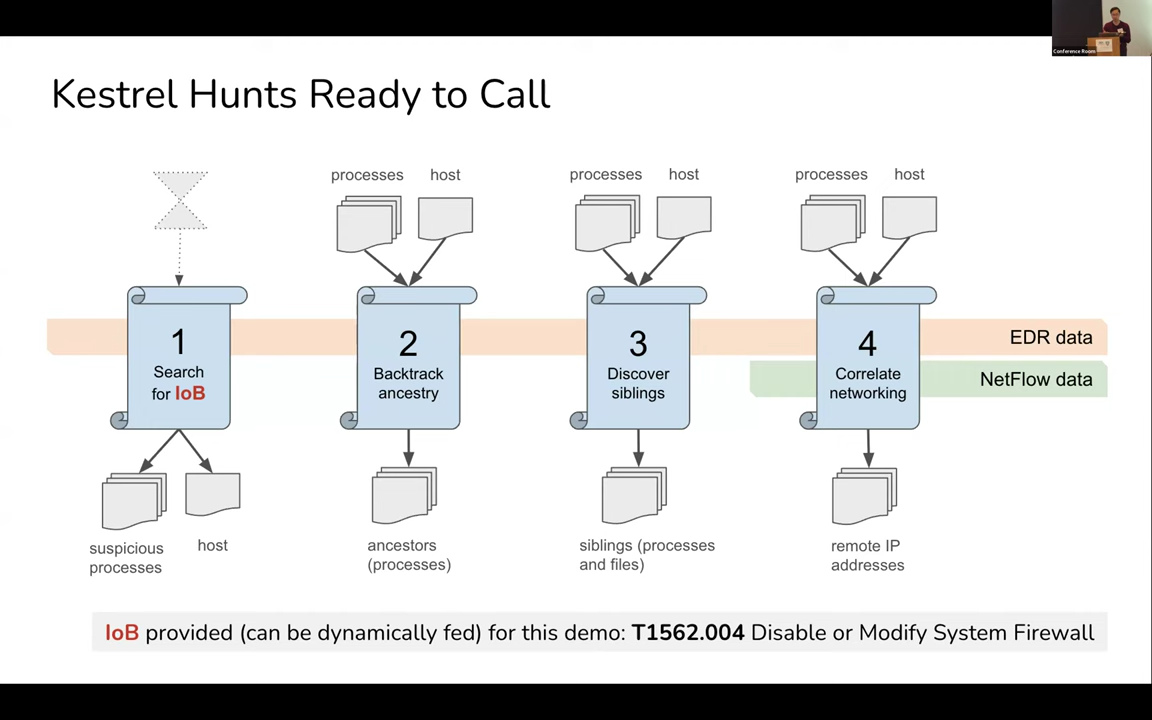 Conference Room
Kestrel Hunts Ready to Call
processes
host
processes
host
processes
host
1
Search
for IoB
2
Backtrack
ancestry
3
Discover
siblings
4
Correlate
networking
EDR data
NetFlow data
suspicious
processes
host
ancestors
(processes)
siblings (processes
and files)
remote IP
addresses
IoB provided (can be dynamically fed) for this demo: T1562.004 Disable or Modify System Firewall